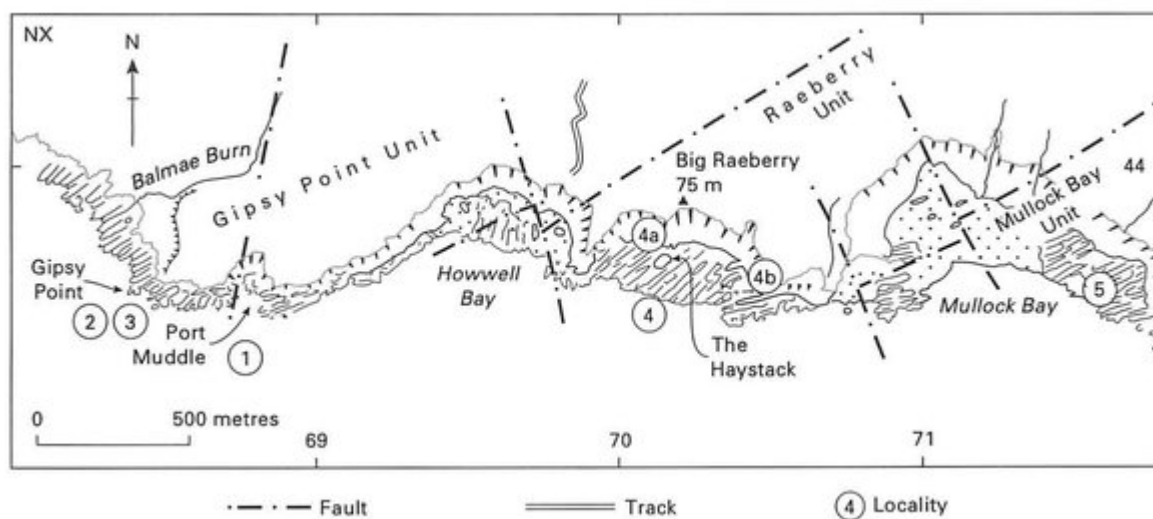 NX
N
Balmae Burn
Gipsy Point Unit
Raeberry
Unit
Big Raeberry
75 m
44
Mullock Bay
Unit
4a
4b
Gipsy
Point
2 3
Port
Muddle
1
Howwell
Bay
4
The
Haystack
Mullock Bay
5
0 500 metres
69 70 71
Fault Track 4 Locality